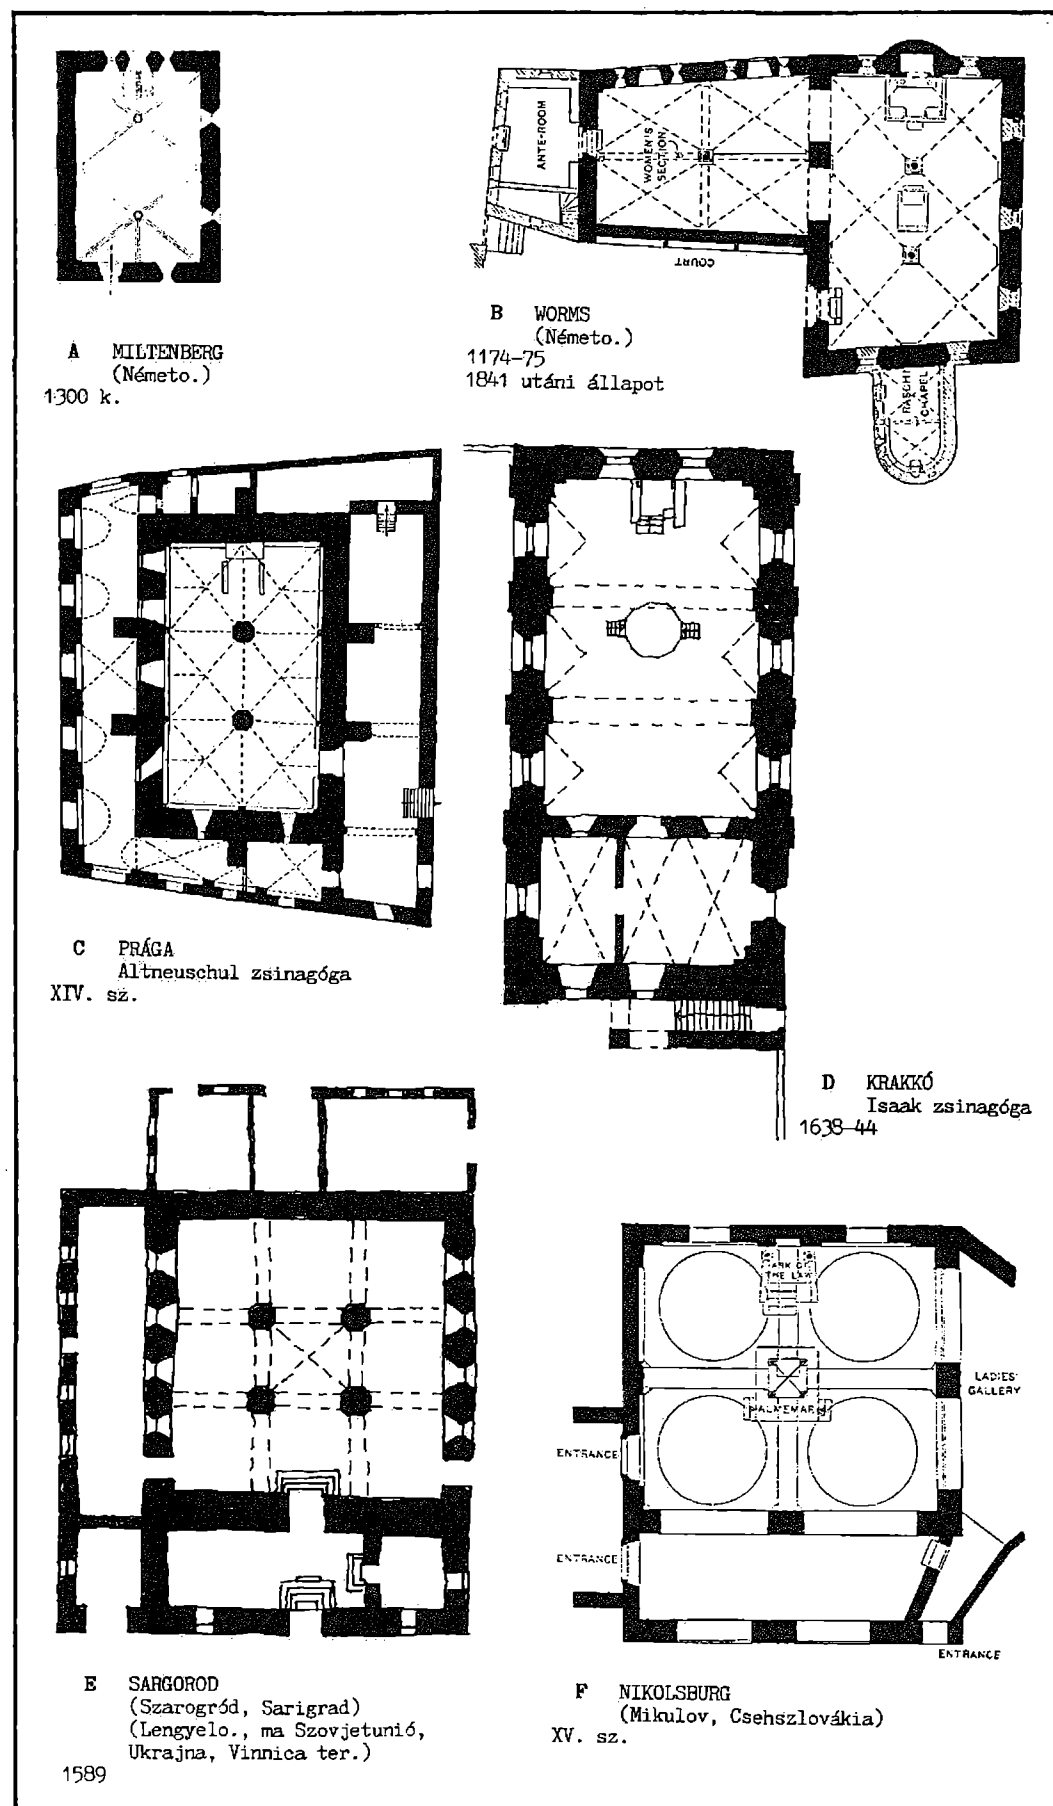 ANTE-ROOM
WOMEN'S
SECTION
COURT
RASCHI
CHAPEL
A MILTENBERG
(Németo.)
1300 k.
B WORMS
(Németo.)
1174-75
1841 utáni állapot
C PRÁGA
Altneuschul zsinagóga
XIV. sz.
D KRAKKÓ
Isaak zsinagóga
1638-44
E SARGOROD
(Szarogród, Sarigrad)
(Lengyelo., ma Szovjetunió,
Ukrajna, Vinnica ter.)
1589
ARK OF
THE LAW
ALMEMAR
LADIES'
GALLERY
ENTRANCE
ENTRANCE
ENTRANCE
F NIKOLSBURG
(Mikulov, Csehszlovákia)
XV. sz.